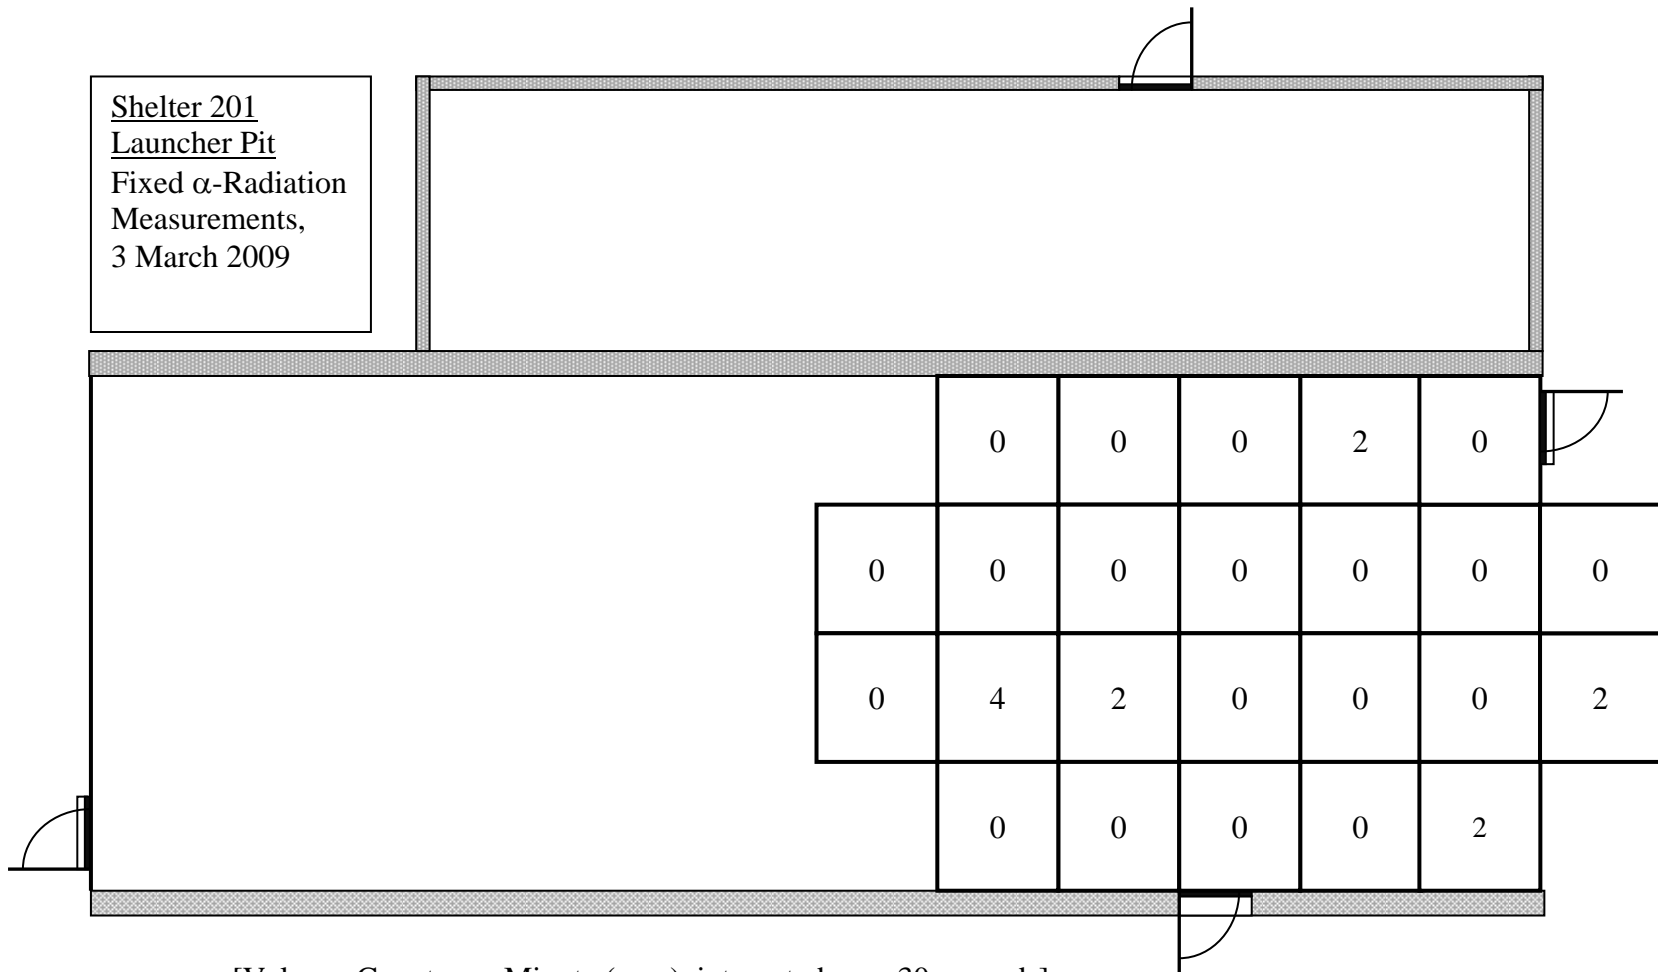 Shelter 201
Launcher Pit
Fixed α-Radiation
Measurements,
3 March 2009
0 0 0 2 0
0 0 0 0 0 0 0
0 4 2 0 0 0 2
0 0 0 0 2